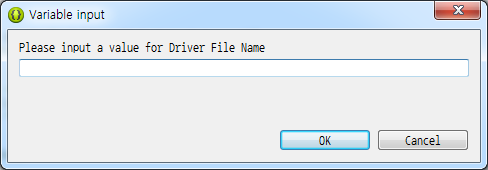 Variable input
Please input a value for Driver File Name
OK
Cancel